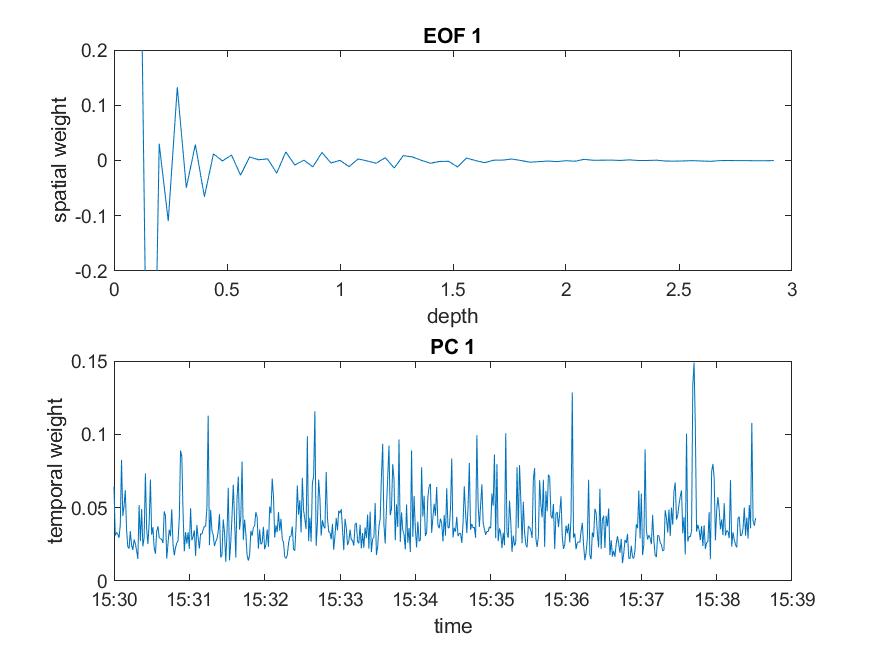 EOF 1
0.2
0.1
0
-0.1
-0.2
spatial weight
0 0.5 1 1.5 2 2.5 3
depth
PC 1
0.15
0.1
0.05
0
temporal weight
15:30 15:31 15:32 15:33 15:34 15:35 15:36 15:37 15:38 15:39
time